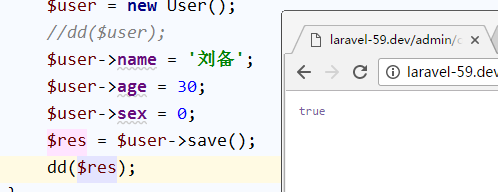 $user = new User();
//dd($user);
$user->name = '刘备';
$user->age = 30;
$user->sex = 0;
$res = $user->save();
dd($res);
laravel-59.dev/admin/
laravel-59.dev
true